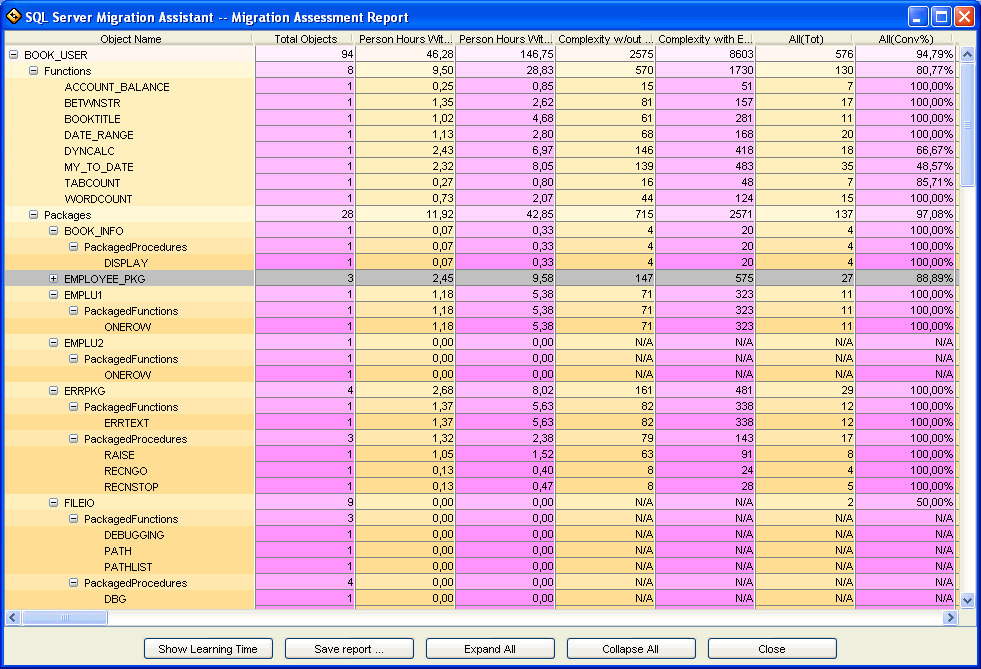 SQL Server Migration Assistant -- Migration Assessment Report
Object Name Total Objects Person Hours Wit... Person Hours Wit... Complexity w/out ... Complexity with E... All(Tot) All(Conv%)
BOOK_USER 94 46,28 146,75 2575 8603 576 94,79%
Functions 8 9,50 28,83 570 1730 130 80,77%
ACCOUNT_BALANCE 1 0,25 0,85 15 51 7 100,00%
BETWNSTR 1 1,35 2,62 81 157 17 100,00%
BOOKTITLE 1 1,02 4,68 61 281 11 100,00%
DATE_RANGE 1 1,13 2,80 68 168 20 100,00%
DYNCALC 1 2,43 6,97 146 418 18 66,67%
MY_TO_DATE 1 2,32 8,05 139 483 35 48,57%
TABCOUNT 1 0,27 0,80 16 48 7 85,71%
WORDCOUNT 1 0,73 2,07 44 124 15 100,00%
Packages 28 11,92 42,85 715 2571 137 97,08%
BOOK_INFO 1 0,07 0,33 4 20 4 100,00%
PackagedProcedures 1 0,07 0,33 4 20 4 100,00%
DISPLAY 1 0,07 0,33 4 20 4 100,00%
EMPLOYEE_PKG 3 2,45 9,58 147 575 27 88,89%
EMPLU1 1 1,18 5,38 71 323 11 100,00%
PackagedFunctions 1 1,18 5,38 71 323 11 100,00%
ONEROW 1 1,18 5,38 71 323 11 100,00%
EMPLU2 1 0,00 0,00 N/A N/A N/A N/A
PackagedFunctions 1 0,00 0,00 N/A N/A N/A N/A
ONEROW 1 0,00 0,00 N/A N/A N/A N/A
ERRPKG 4 2,68 8,02 161 481 29 100,00%
PackagedFunctions 1 1,37 5,63 82 338 12 100,00%
ERRTEXT 1 1,37 5,63 82 338 12 100,00%
PackagedProcedures 3 1,32 2,38 79 143 17 100,00%
RAISE 1 1,05 1,52 63 91 8 100,00%
RECNGO 1 0,13 0,40 8 24 4 100,00%
RECNSTOP 1 0,13 0,47 8 28 5 100,00%
FILEIO 9 0,00 0,00 N/A N/A 2 50,00%
PackagedFunctions 3 0,00 0,00 N/A N/A N/A N/A
DEBUGGING 1 0,00 0,00 N/A N/A N/A N/A
PATH 1 0,00 0,00 N/A N/A N/A N/A
PATHLIST 1 0,00 0,00 N/A N/A N/A N/A
PackagedProcedures 4 0,00 0,00 N/A N/A N/A N/A
DBG 1 0,00 0,00 N/A N/A N/A N/A
Show Learning Time Save report ... Expand All Collapse All Close